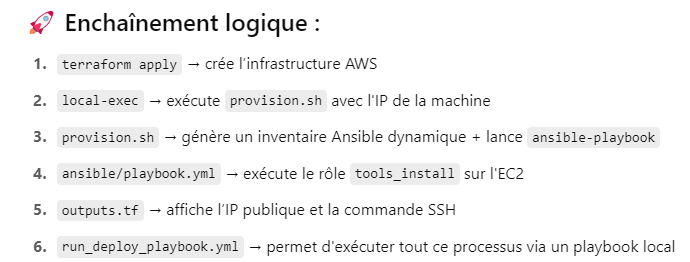 🚀 Enchaînement logique :
1. terraform apply → crée l'infrastructure AWS
2. local-exec → exécute provision.sh avec l'IP de la machine
3. provision.sh → génère un inventaire Ansible dynamique + lance ansible-playbook
4. ansible/playbook.yml → exécute le rôle tools_install sur l'EC2
5. outputs.tf → affiche l'IP publique et la commande SSH
6. run_deploy_playbook.yml → permet d'exécuter tout ce processus via un playbook local